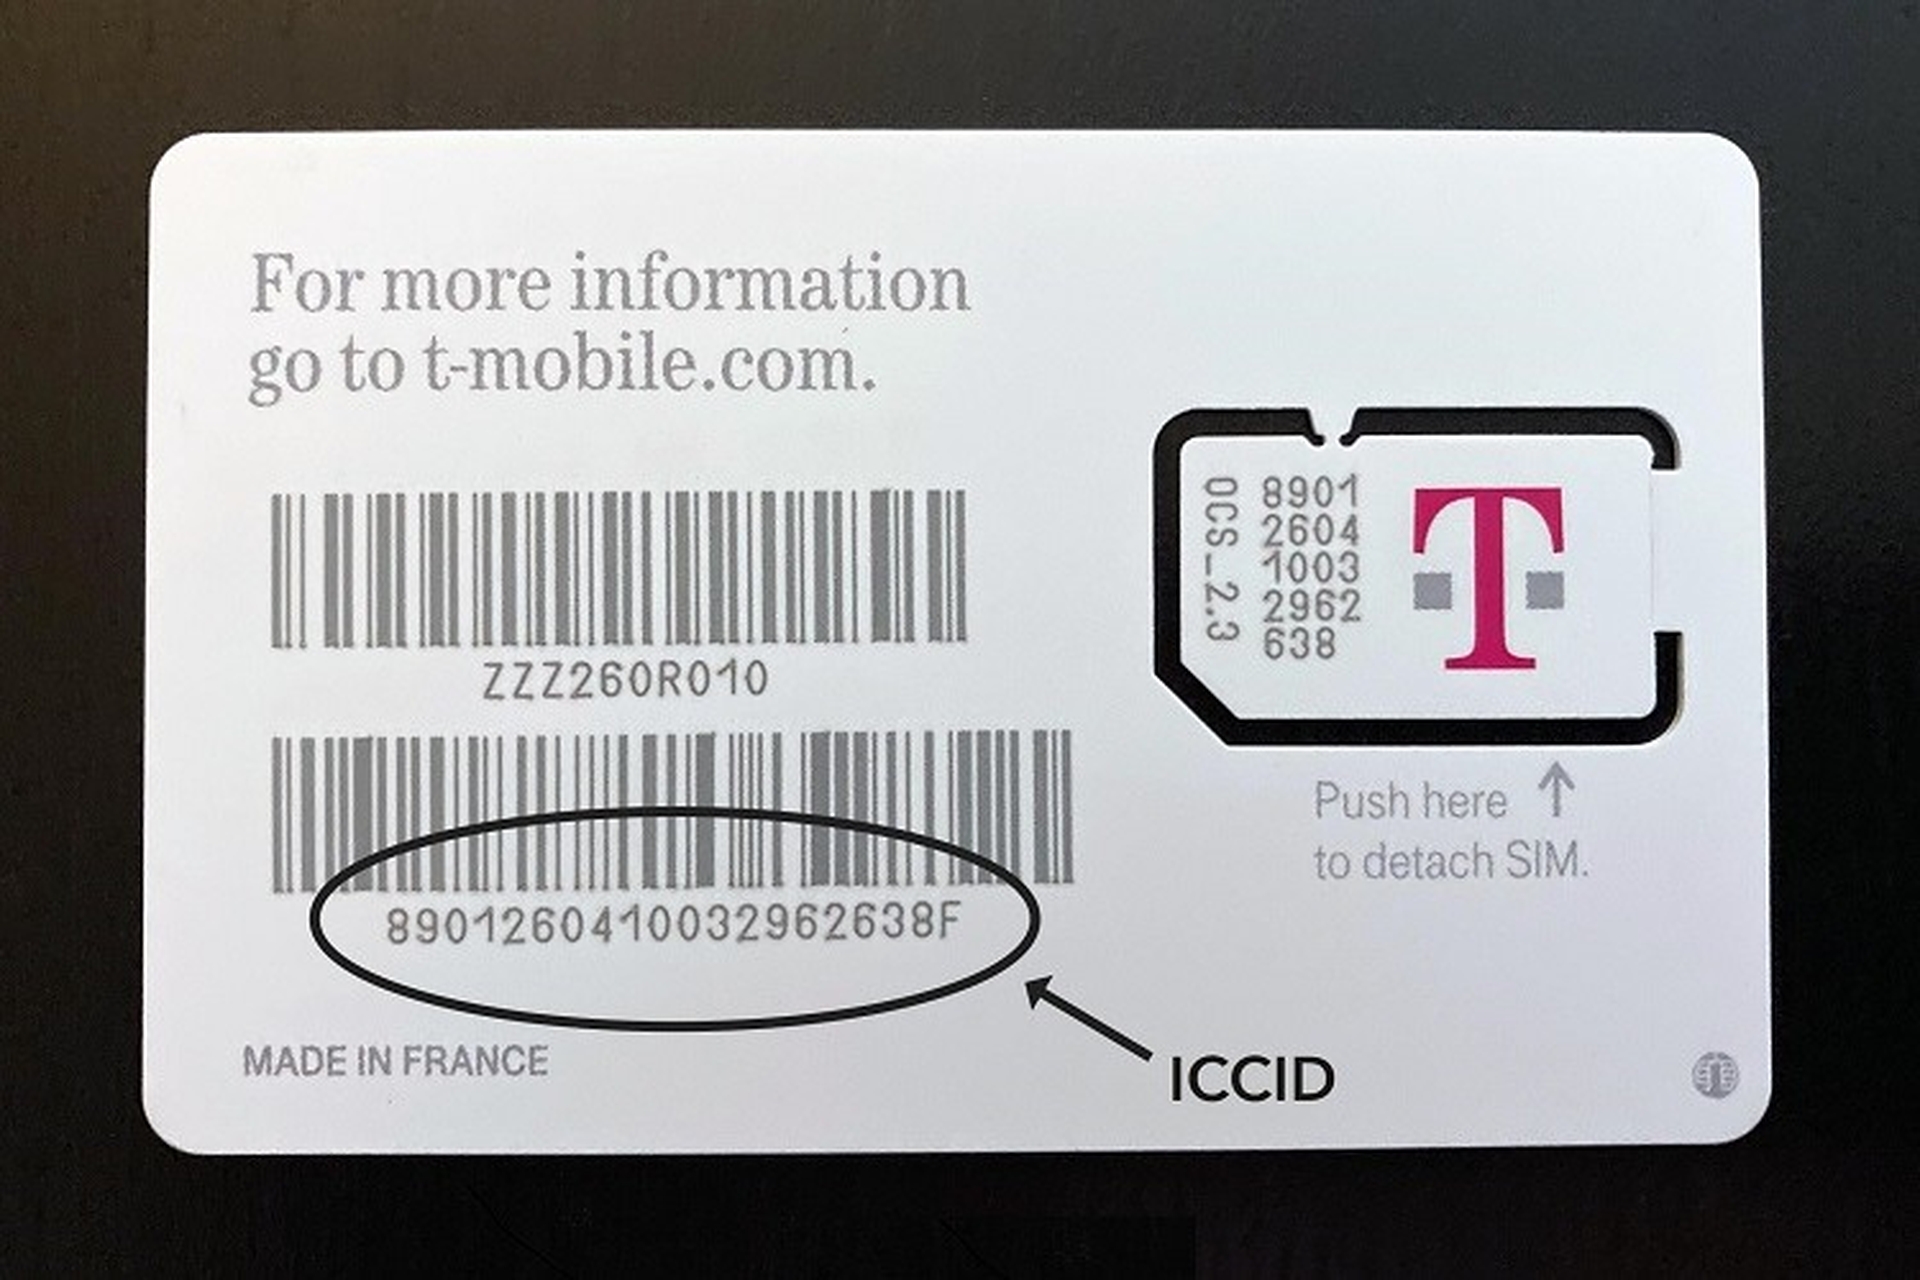 For more information
go to t-mobile.com.
ZZZ260R010
8901260410032962638F
MADE IN FRANCE
QCS_2.3
8901
2604
1003
2962
638
T
Push here
to detach SIM.
ICCID